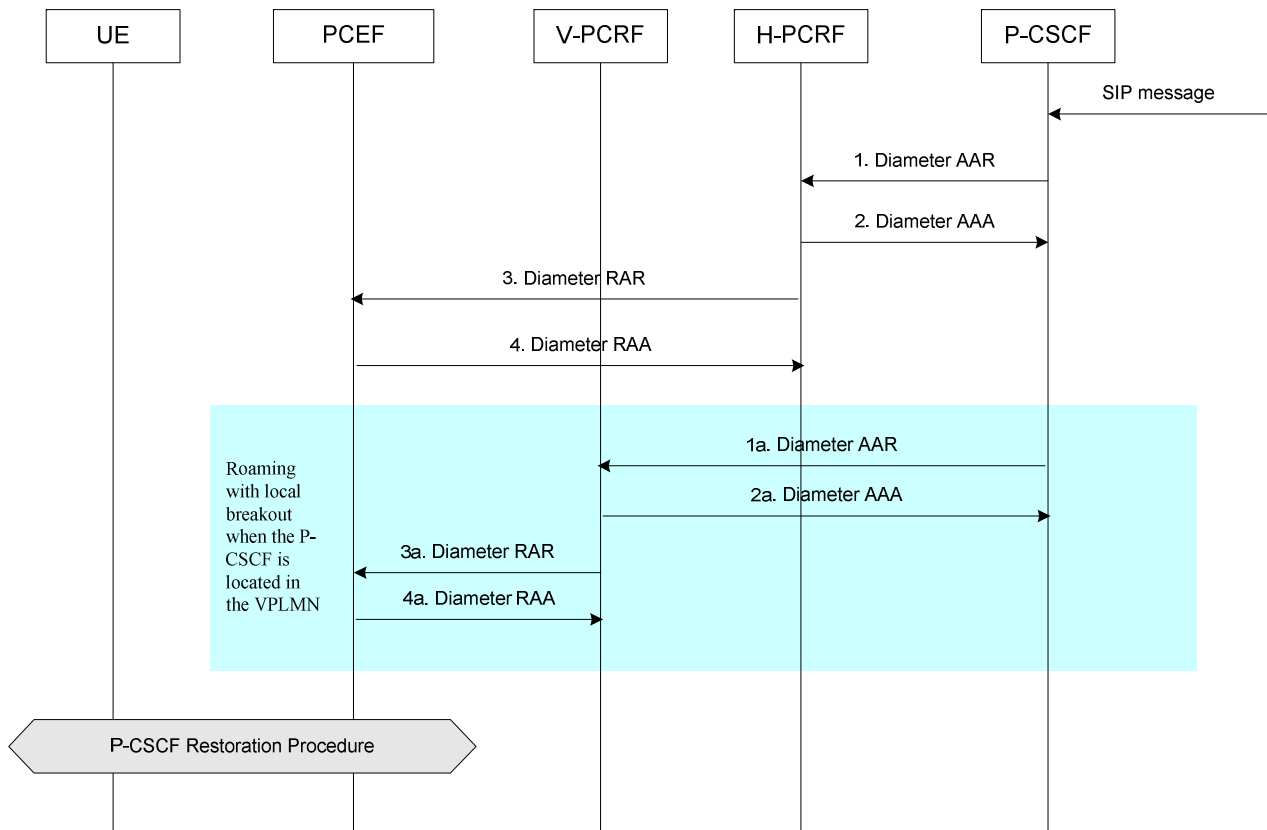 UE
PCEF
V-PCRF
H-PCRF
P-CSCF
SIP message
1. Diameter AAR
2. Diameter AAA
3. Diameter RAR
4. Diameter RAA
1a. Diameter AAR
Roaming
with local
breakout
when the P-
CSCF is
located in
the VPLMN
2a. Diameter AAA
3a. Diameter RAR
4a. Diameter RAA
P-CSCF Restoration Procedure